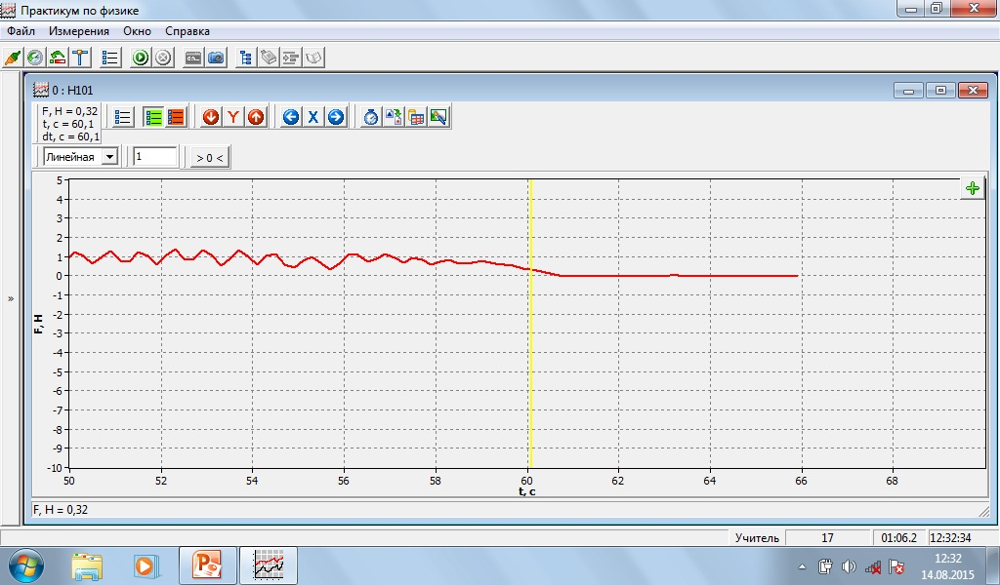 Практикум по физике
Файл Измерения Окно Справка
0 : H101
F, H = 0,32
t, c = 60,1
dt, c = 60,1
Y X
Линейная 1 > 0 <
5
4
3
2
1
0
-1
-2
-3
-4
-5
-6
-7
-8
-9
-10
F, H
»
50 52 54 56 58 60 62 64 66 68
t, c
F, H = 0,32
Учитель 17 01:06.2 12:32:34
12:32
14.08.2015